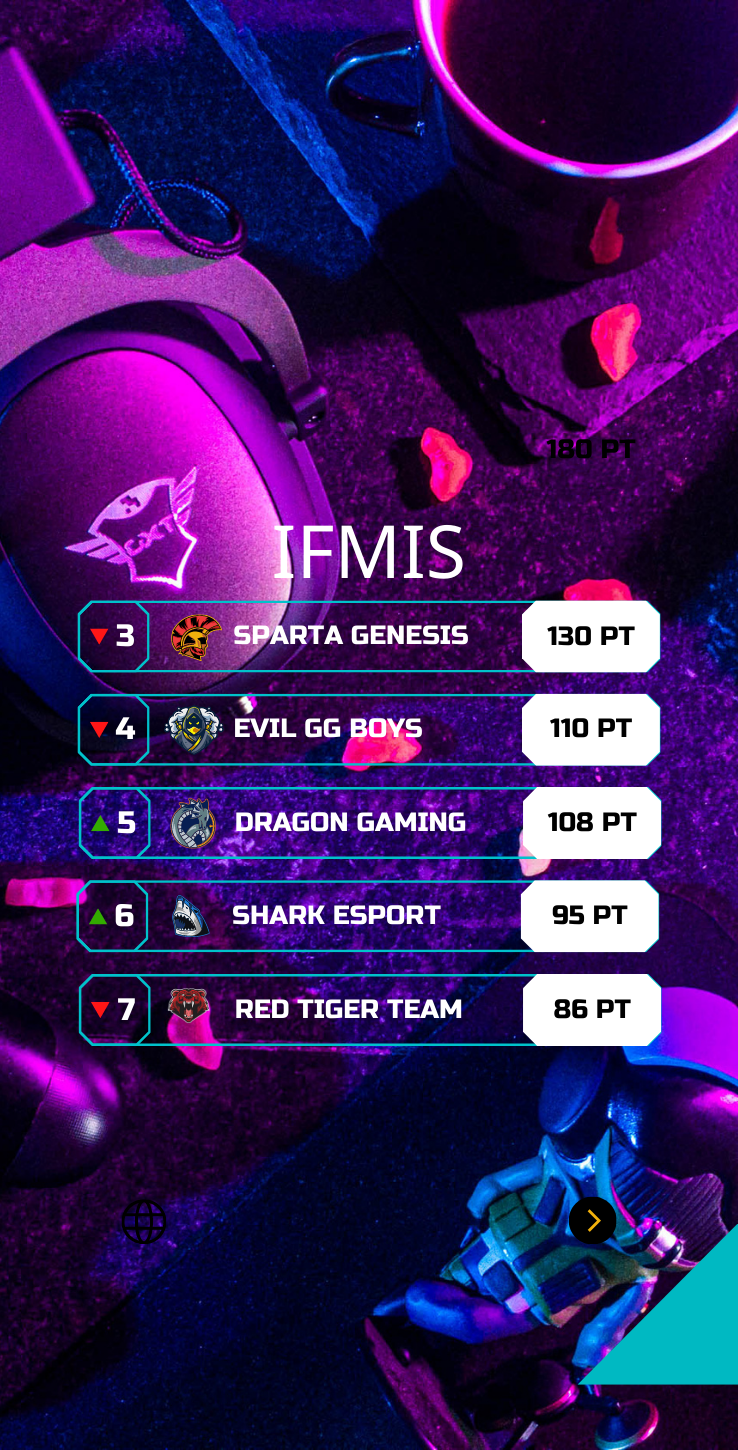 180 PT
GXT
IFMIS
3 SPARTA GENESIS 130 PT
4 EVIL GG BOYS 110 PT
5 DRAGON GAMING 108 PT
6 SHARK ESPORT 95 PT
7 RED TIGER TEAM 86 PT